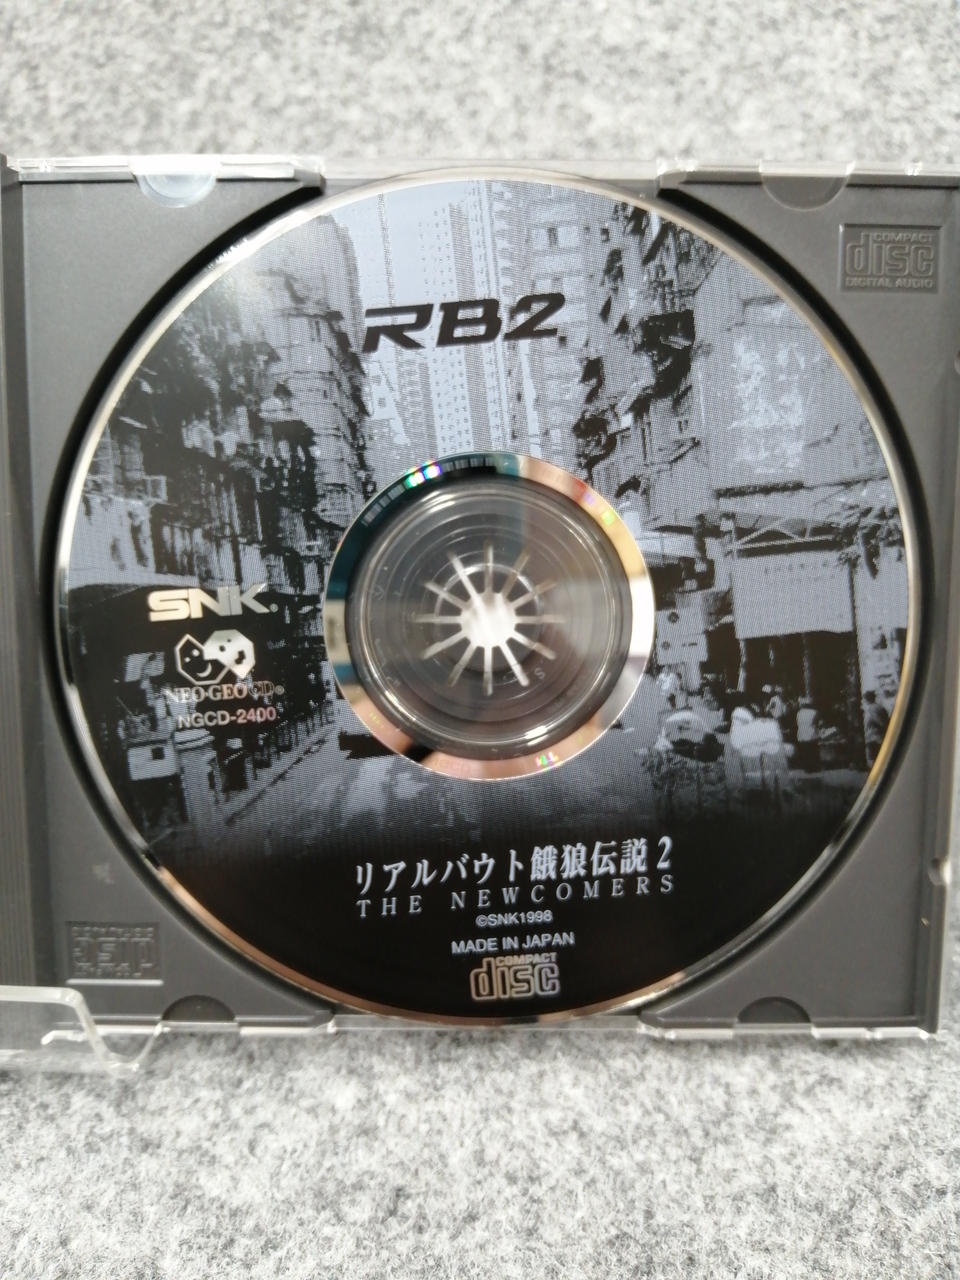 COMPACT
disc
DIGITAL AUDIO
RB2
SNK®
NEO·GEO CD®
NGCD-2400
リアルバウト餓狼伝説2
THE NEWCOMERS
©SNK1998
MADE IN JAPAN
COMPACT
disc